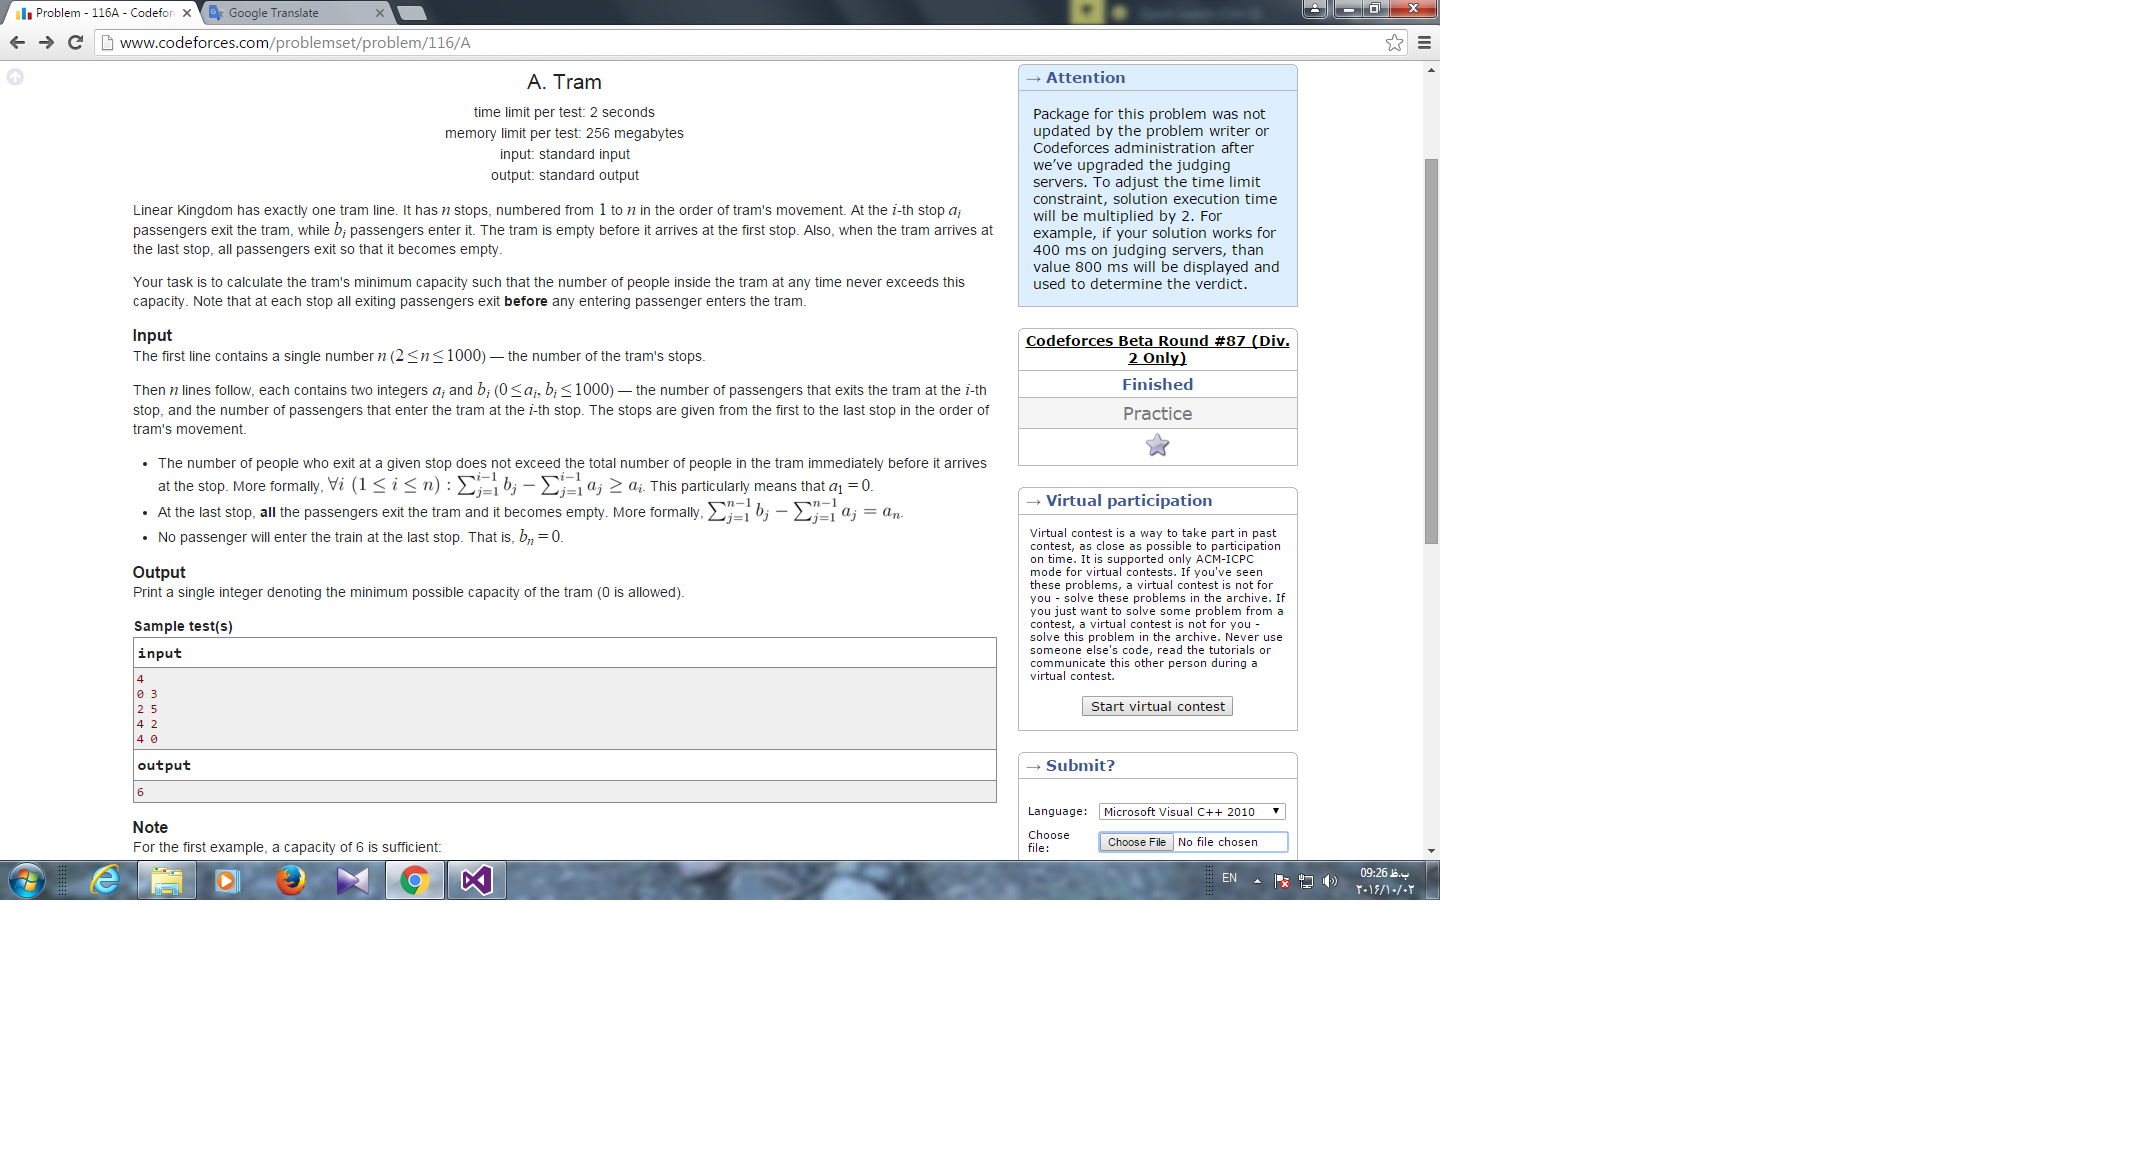 Problem - 116A - Codefor
Google Translate
www.codeforces.com/problemset/problem/116/A
A. Tram
time limit per test: 2 seconds
memory limit per test: 256 megabytes
input: standard input
output: standard output
Linear Kingdom has exactly one tram line. It has n stops, numbered from 1 to n in the order of tram's movement. At the i-th stop aᵢ
passengers exit the tram, while bᵢ passengers enter it. The tram is empty before it arrives at the first stop. Also, when the tram arrives at
the last stop, all passengers exit so that it becomes empty.
Your task is to calculate the tram's minimum capacity such that the number of people inside the tram at any time never exceeds this
capacity. Note that at each stop all exiting passengers exit before any entering passenger enters the tram.
Input
The first line contains a single number n (2 ≤ n ≤ 1000) — the number of the tram's stops.
Then n lines follow, each contains two integers aᵢ and bᵢ (0 ≤ aᵢ, bᵢ ≤ 1000) — the number of passengers that exits the tram at the i-th
stop, and the number of passengers that enter the tram at the i-th stop. The stops are given from the first to the last stop in the order of
tram's movement.
• The number of people who exit at a given stop does not exceed the total number of people in the tram immediately before it arrives
at the stop. More formally, ∀i (1 ≤ i ≤ n) : ∑_{j=1}^{i−1} b_j − ∑_{j=1}^{i−1} a_j ≥ a_i. This particularly means that a₁ = 0.
• At the last stop, all the passengers exit the tram and it becomes empty. More formally, ∑_{j=1}^{n−1} b_j − ∑_{j=1}^{n−1} a_j = a_n.
• No passenger will enter the train at the last stop. That is, bₙ = 0.
Output
Print a single integer denoting the minimum possible capacity of the tram (0 is allowed).
Sample test(s)
input
4
0 3
2 5
4 2
4 0
output
6
Note
For the first example, a capacity of 6 is sufficient:
→ Attention
Package for this problem was not
updated by the problem writer or
Codeforces administration after
we've upgraded the judging
servers. To adjust the time limit
constraint, solution execution time
will be multiplied by 2. For
example, if your solution works for
400 ms on judging servers, than
value 800 ms will be displayed and
used to determine the verdict.
Codeforces Beta Round #87 (Div.
2 Only)
Finished
Practice
→ Virtual participation
Virtual contest is a way to take part in past
contest, as close as possible to participation
on time. It is supported only ACM-ICPC
mode for virtual contests. If you've seen
these problems, a virtual contest is not for
you - solve these problems in the archive. If
you just want to solve some problem from a
contest, a virtual contest is not for you -
solve this problem in the archive. Never use
someone else's code, read the tutorials or
communicate this other person during a
virtual contest.
Start virtual contest
→ Submit?
Language: Microsoft Visual C++ 2010
Choose
file: Choose File No file chosen
EN
09:26 ب.ظ
۲۰۱۶/۱۰/۰۲